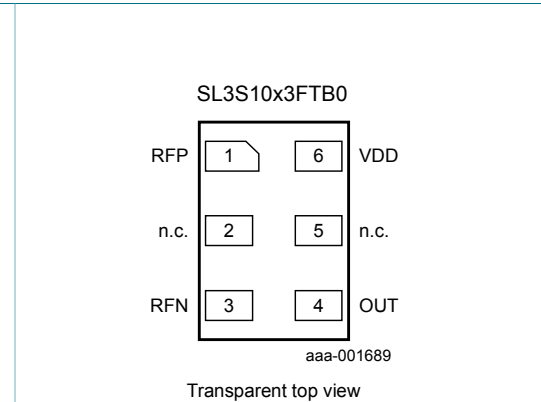 SL3S10x3FTB0
RFP 1 6 VDD
n.c. 2 5 n.c.
RFN 3 4 OUT
aaa-001689
Transparent top view